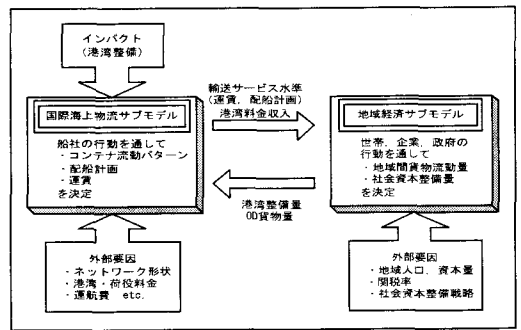 インパクト
(港湾整備)
国際海上物流サブモデル
船社の行動を通して
・コンテナ流動パターン
・配船計画
・運賃
を決定
輸送サービス水準
(運賃,配船計画)
港湾料金収入
港湾整備量
OD貨物量
地域経済サブモデル
世帯,企業,政府の
行動を通して
・地域間貨物流動量
・社会資本整備量
を決定
外部要因
・ネットワーク形状
・港湾・荷役料金
・運航費 etc.
外部要因
・地域人口,資本量
・関税率
・社会資本整備戦略